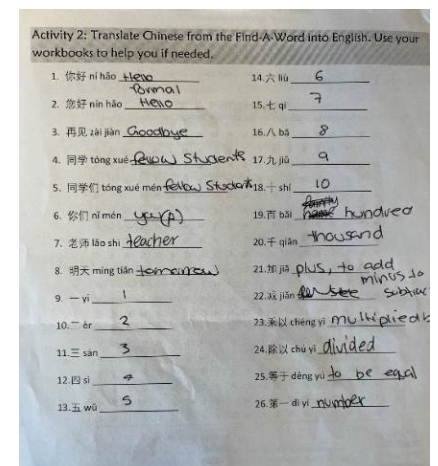 Activity 2: Translate Chinese from the Find-A-Word into English. Use your
workbooks to help you if needed.
1. 你好 ní hǎo Hello
Formal
2. 您好 nín hǎo Hello
3. 再见 zài jiàn Goodbye
4. 同学 tóng xué fellow Students
5. 同学们 tóng xué mén fellow Students
6. 你们 nǐ mén you(P)
7. 老师 lǎo shī teacher
8. 明天 míng tiān tomorrow
9. 一 yī 1
10. 二 èr 2
11. 三 sān 3
12. 四 sì 4
13. 五 wǔ 5
14. 六 liù 6
15. 七 qī 7
16. 八 bā 8
17. 九 jiǔ 9
18. 十 shí 10
19. 百 bǎi hundred
20. 千 qiān thousand
21. 加 jiā plus, to add
minus to
22. jiǎn
23. 乘以 chéng yǐ
24. 除以 chú yǐ divided
25. 等于 děng yú to be equal
26. 第一 dì yī number